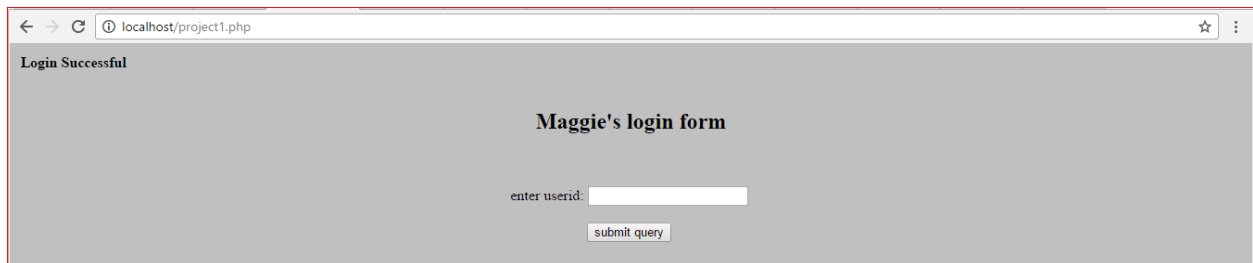 localhost/project1.php
Login Successful
Maggie's login form
enter userid:
submit query